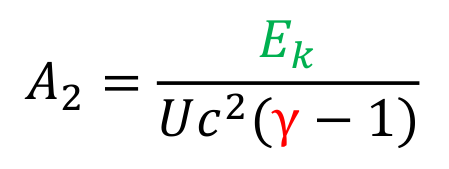 A₂ = Eₖ / Uc²(γ − 1)